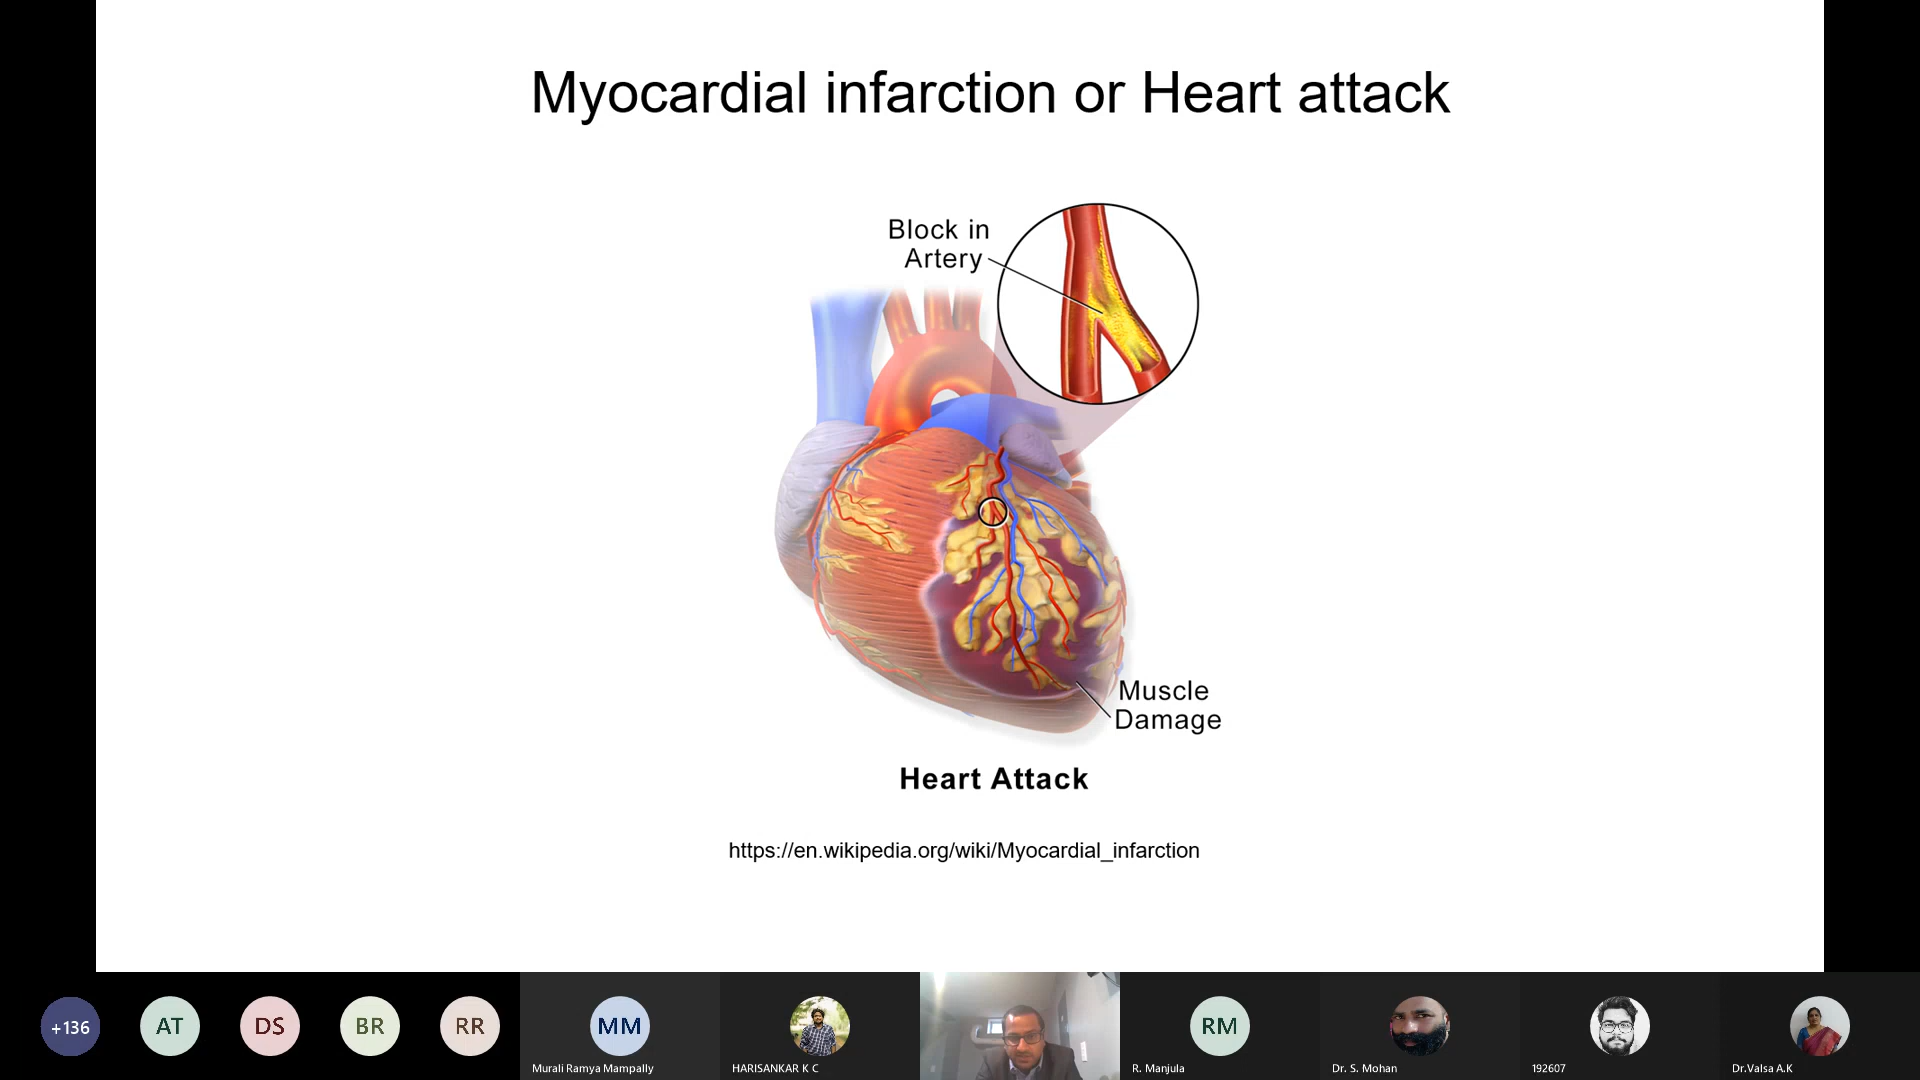 Myocardial infarction or Heart attack
Block in
Artery
Muscle
Damage
Heart Attack
https://en.wikipedia.org/wiki/Myocardial_infarction
+136
AT
DS
BR
RR
MM
RM
Murali Ramya Mampally
HARISANKAR K C
R. Manjula
Dr. S. Mohan
192607
Dr.Valsa A.K